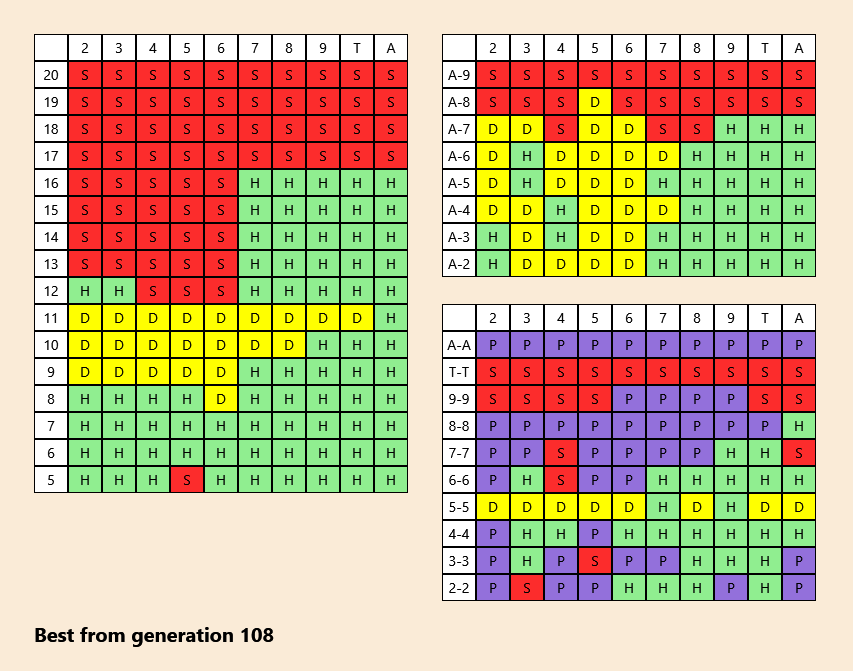 2 3 4 5 6 7 8 9 T A
20 S S S S S S S S S S
19 S S S S S S S S S S
18 S S S S S S S S S S
17 S S S S S S S S S S
16 S S S S S H H H H H
15 S S S S S H H H H H
14 S S S S S H H H H H
13 S S S S S H H H H H
12 H H S S S H H H H H
11 D D D D D D D D D H
10 D D D D D D D H H H
9 D D D D D H H H H H
8 H H H H D H H H H H
7 H H H H H H H H H H
6 H H H H H H H H H H
5 H H H S H H H H H H
2 3 4 5 6 7 8 9 T A
A-9 S S S S S S S S S S
A-8 S S S D S S S S S S
A-7 D D S D D S S H H H
A-6 D H D D D D H H H H
A-5 D H D D D H H H H H
A-4 D D H D D D H H H H
A-3 H D H D D H H H H H
A-2 H D D D D H H H H H
2 3 4 5 6 7 8 9 T A
A-A P P P P P P P P P P
T-T S S S S S S S S S S
9-9 S S S S P P P P S S
8-8 P P P P P P P P P H
7-7 P P S P P P P H H S
6-6 P H S P P H H H H H
5-5 D D D D D H D H D D
4-4 P H H P H H H H H H
3-3 P H P S P P H H H P
2-2 P S P P H H H P H P
Best from generation 108